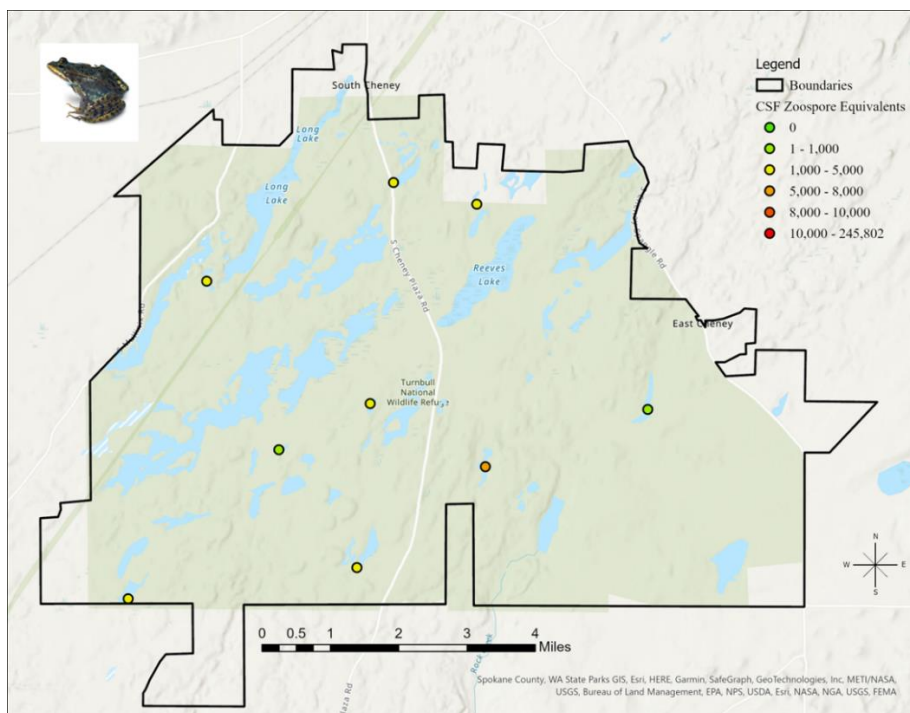 South Cheney
Long
Lake
Long
Lake
S Cheney Plaza Rd
Reeves
Lake
East Cheney
Turnbull
National
Wildlife Refuge
Legend
Boundaries
CSF Zoospore Equivalents
0
1 - 1,000
1,000 - 5,000
5,000 - 8,000
8,000 - 10,000
10,000 - 245,802
N
W E
S
0 0.5 1 2 3 4
Miles
Plaza Rd
Spokane County, WA State Parks GIS, Esri, HERE, Garmin, SafeGraph, GeoTechnologies, Inc, METI/NASA,
USGS, Bureau of Land Management, EPA, NPS, USDA, Esri, NASA, NGA, USGS, FEMA